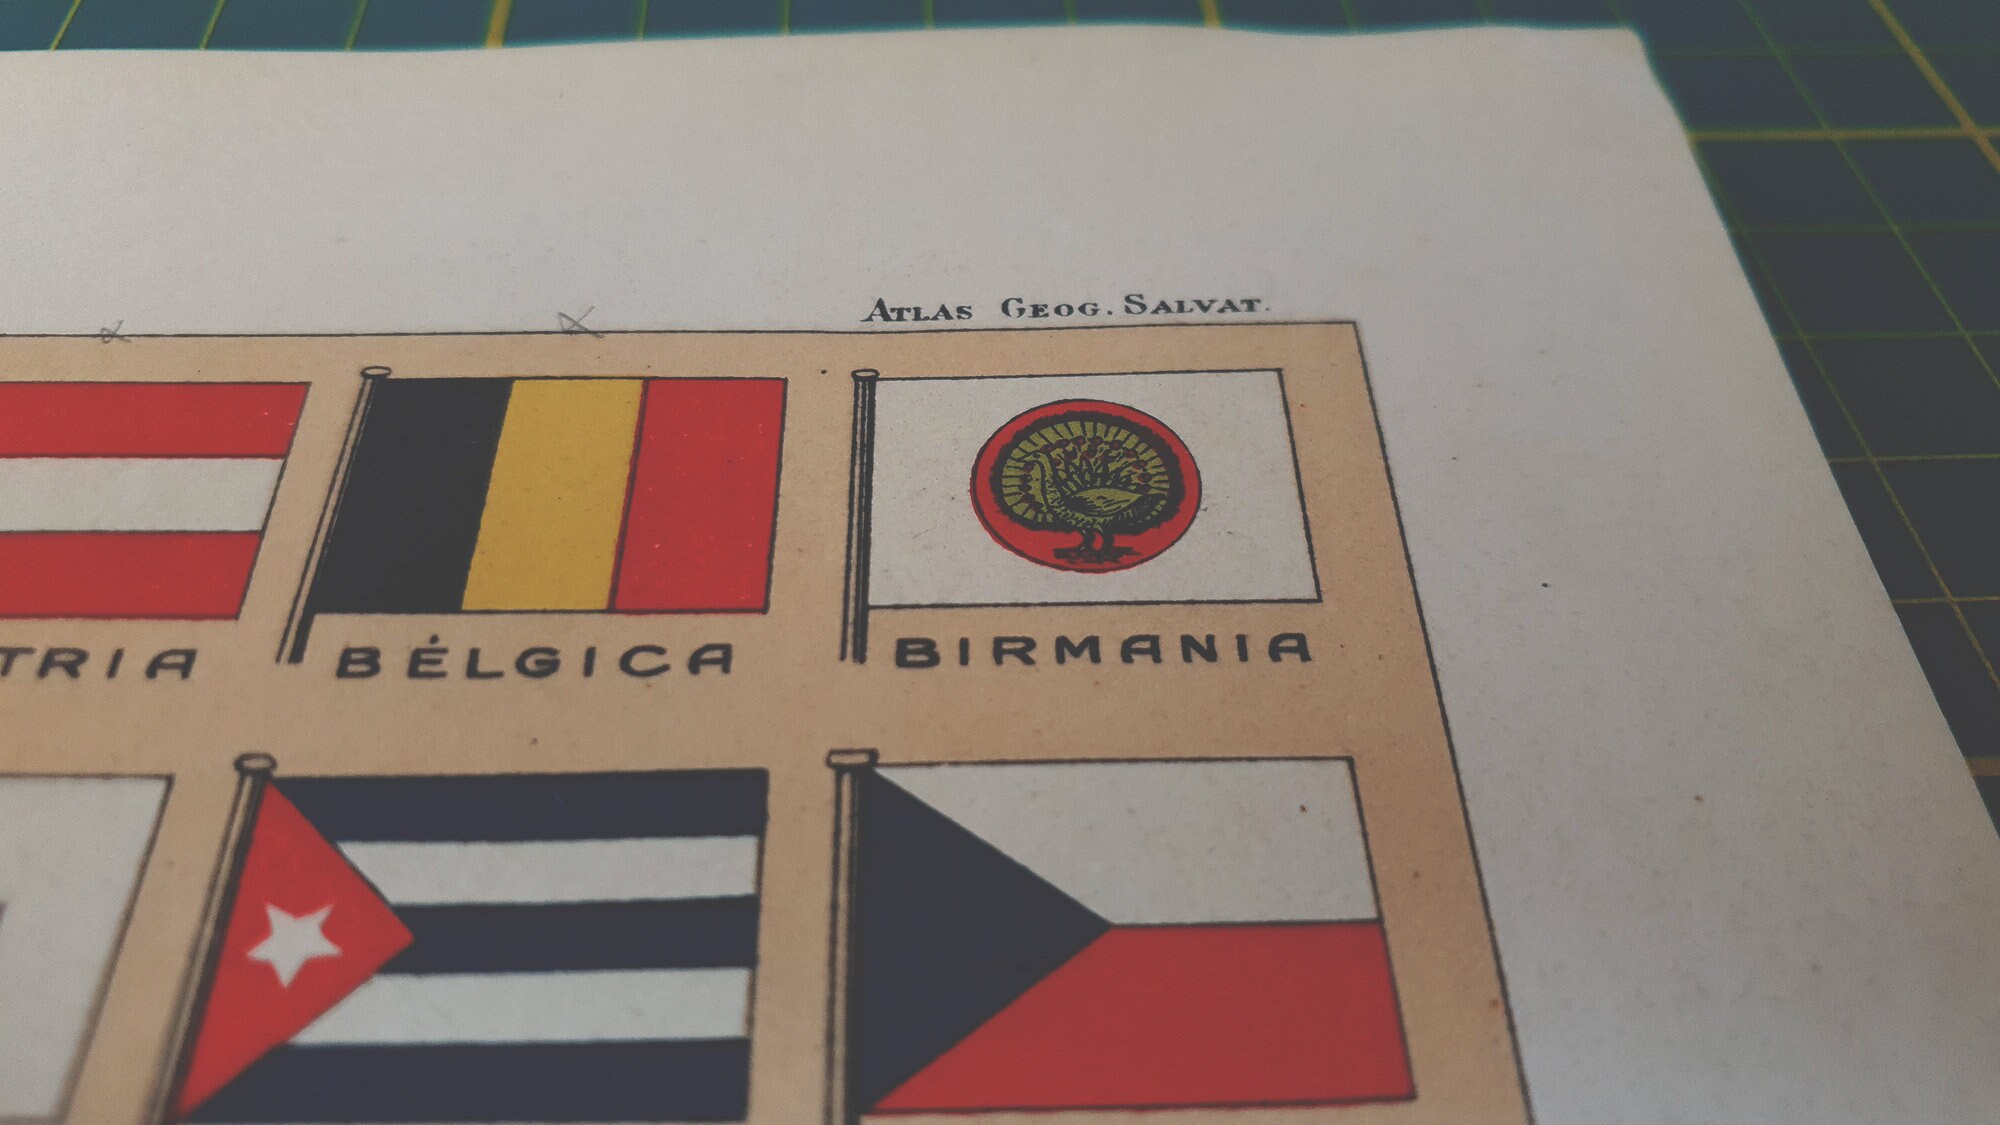 ATLAS GEOG. SALVAT.
TRIA BÉLGICA BIRMANIA